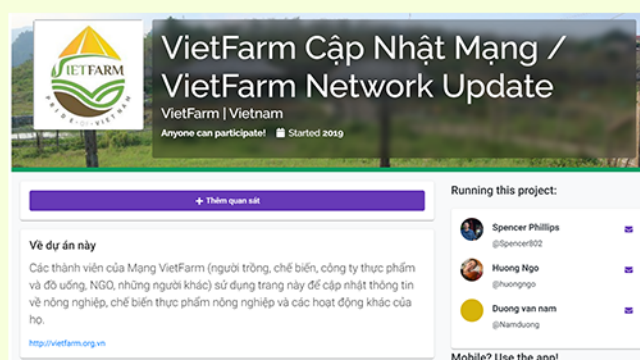 VIETFARM
PRIDE OF VIETNAM
VietFarm Cập Nhật Mạng /
VietFarm Network Update
VietFarm | Vietnam
Anyone can participate! Started 2019
+ Thêm quan sát
Về dự án này
Các thành viên của Mạng VietFarm (người trồng, chế biến, công ty thực phẩm
và đồ uống, NGO, những người khác) sử dụng trang này để cập nhật thông tin
về nông nghiệp, chế biến thực phẩm nông nghiệp và các hoạt động khác của
họ.
http://vietfarm.org.vn
Running this project:
Spencer Phillips
@Spencer802
Huong Ngo
@huongngo
Duong van nam
@Namduong
Mobile? Use the app!